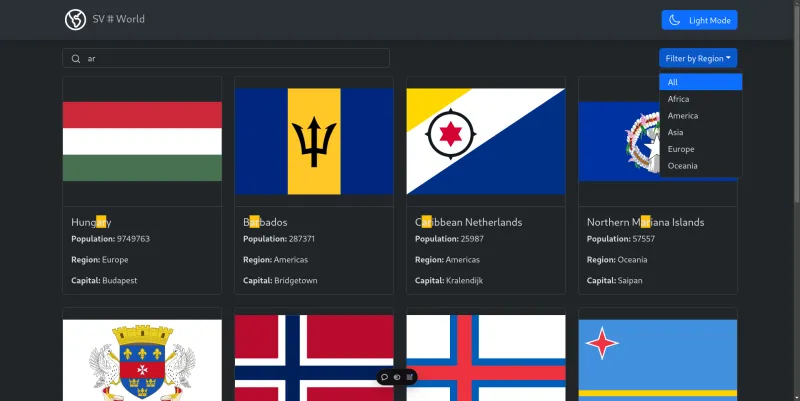 SV # World
Light Mode
ar
Filter by Region
All
Africa
America
Asia
Europe
Oceania
Hungary
Population: 9749763
Region: Europe
Capital: Budapest
Barbados
Population: 287371
Region: Americas
Capital: Bridgetown
Caribbean Netherlands
Population: 25987
Region: Americas
Capital: Kralendijk
Northern Mariana Islands
Population: 57557
Region: Oceania
Capital: Saipan